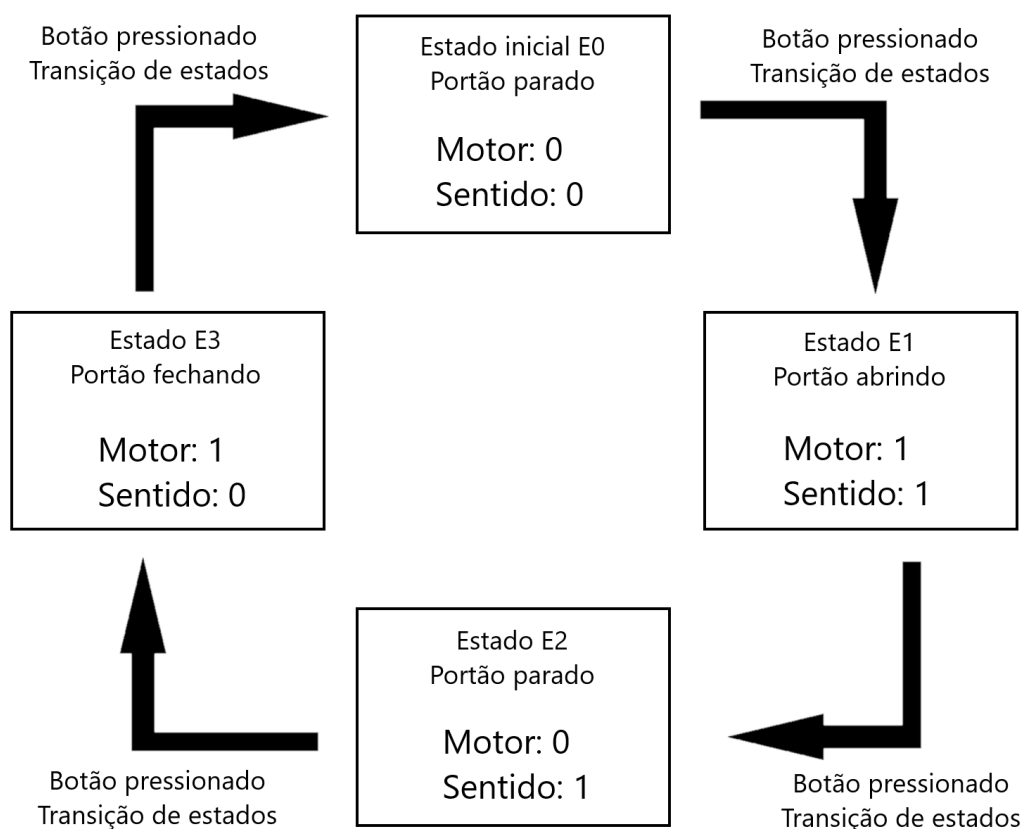 Botão pressionado
Transição de estados
Estado inicial E0
Portão parado
Motor: 0
Sentido: 0
Botão pressionado
Transição de estados
Estado E3
Portão fechando
Motor: 1
Sentido: 0
Estado E1
Portão abrindo
Motor: 1
Sentido: 1
Estado E2
Portão parado
Motor: 0
Sentido: 1
Botão pressionado
Transição de estados
Botão pressionado
Transição de estados